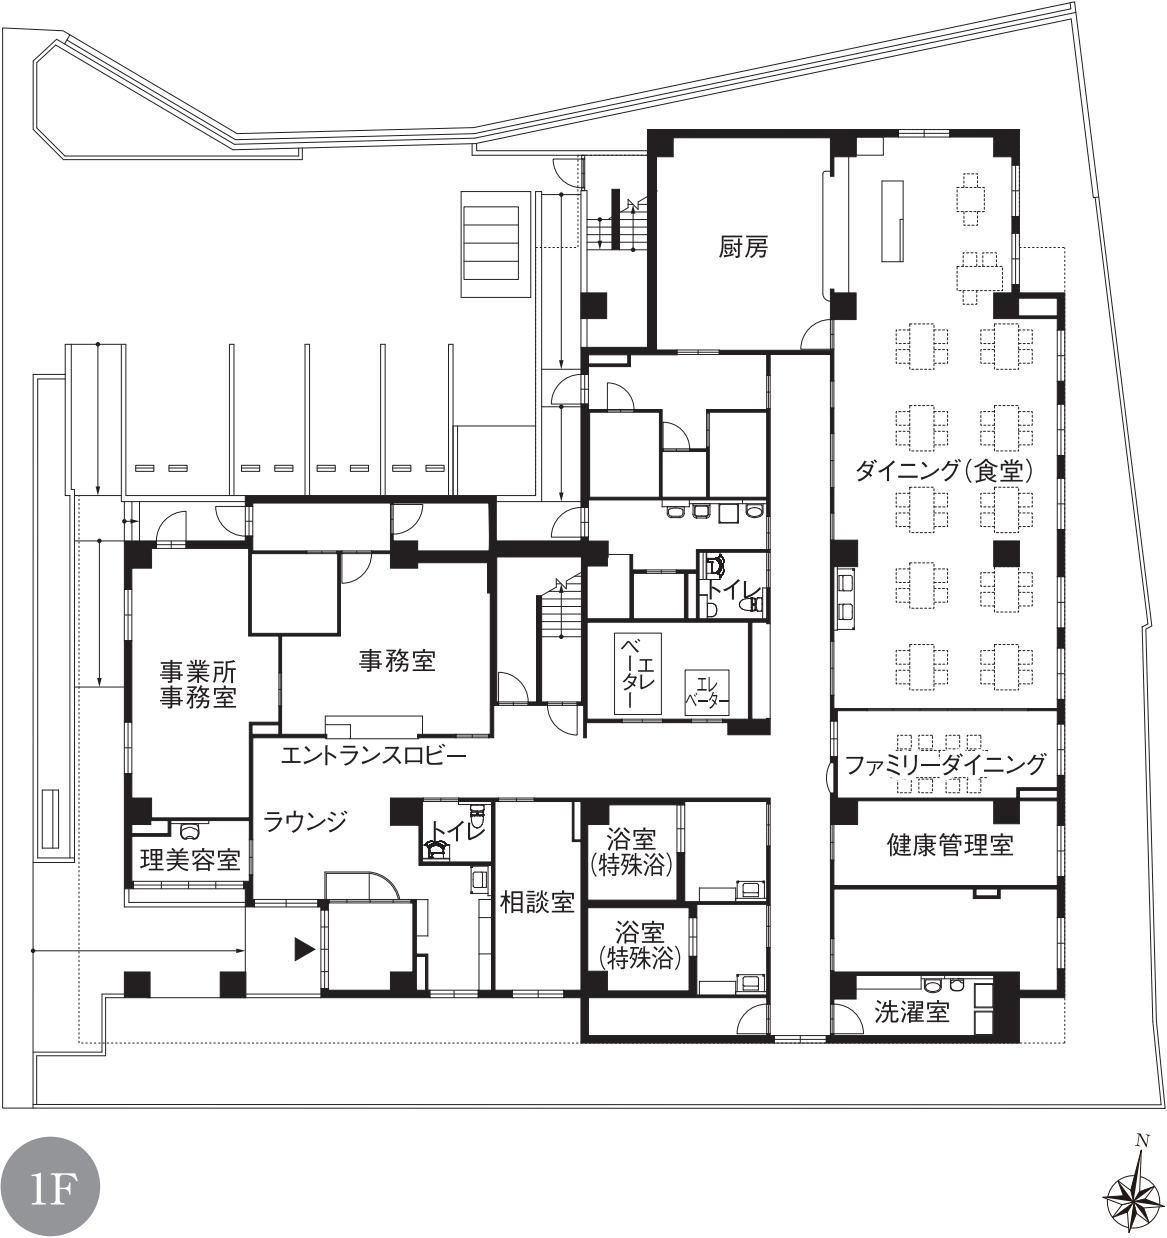 厨房
ダイニング(食堂)
トイレ
事業所
事務室
事務室
エレ
ベーター
エレ
ベーター
エントランスロビー
ファミリーダイニング
ラウンジ
トイレ
浴室
(特殊浴)
健康管理室
理美容室
相談室
浴室
(特殊浴)
洗濯室
1F
N